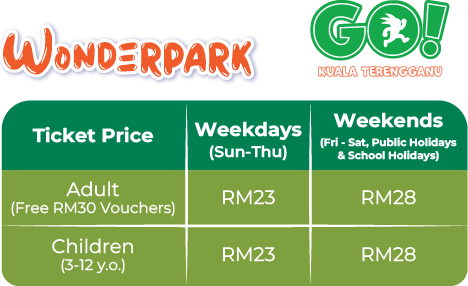 WONDERPARK
GO!
KUALA TERENGGANU
Ticket Price
Weekdays
(Sun-Thu)
Weekends
(Fri - Sat, Public Holidays
& School Holidays)
Adult
(Free RM30 Vouchers)
RM23
RM28
Children
(3-12 y.o.)
RM23
RM28